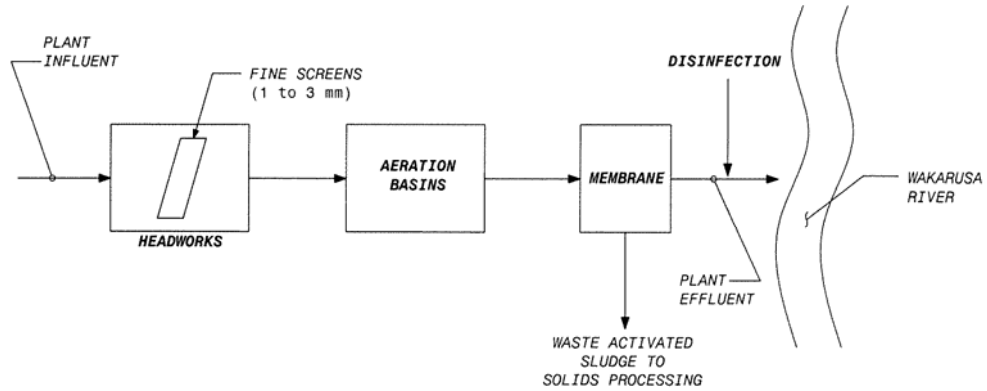 PLANT
INFLUENT
FINE SCREENS
(1 to 3 mm)
HEADWORKS
AERATION
BASINS
MEMBRANE
DISINFECTION
WAKARUSA
RIVER
PLANT
EFFLUENT
WASTE ACTIVATED
SLUDGE TO
SOLIDS PROCESSING